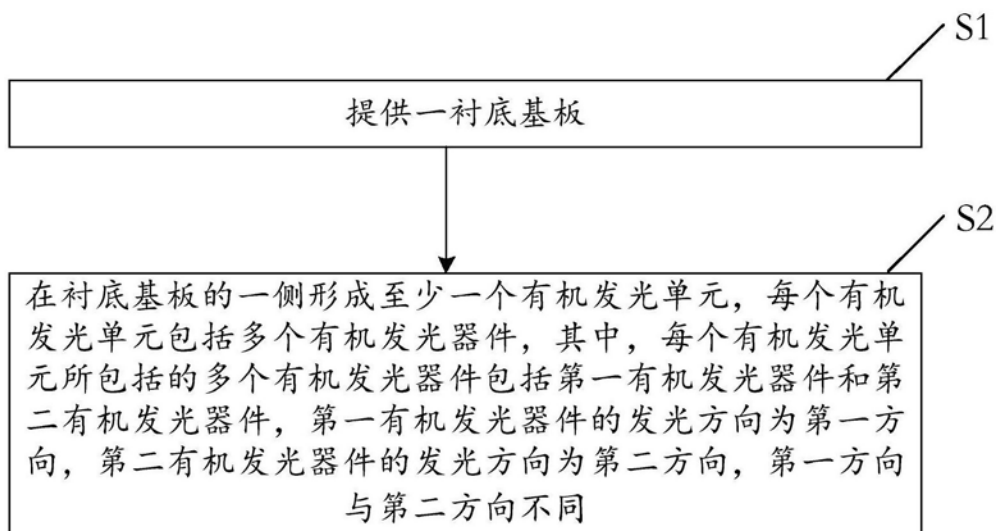 S1
提供一衬底基板
S2
在衬底基板的一侧形成至少一个有机发光单元，每个有机
发光单元包括多个有机发光器件，其中，每个有机发光单
元所包括的多个有机发光器件包括第一有机发光器件和第
二有机发光器件，第一有机发光器件的发光方向为第一方
向，第二有机发光器件的发光方向为第二方向，第一方向
与第二方向不同